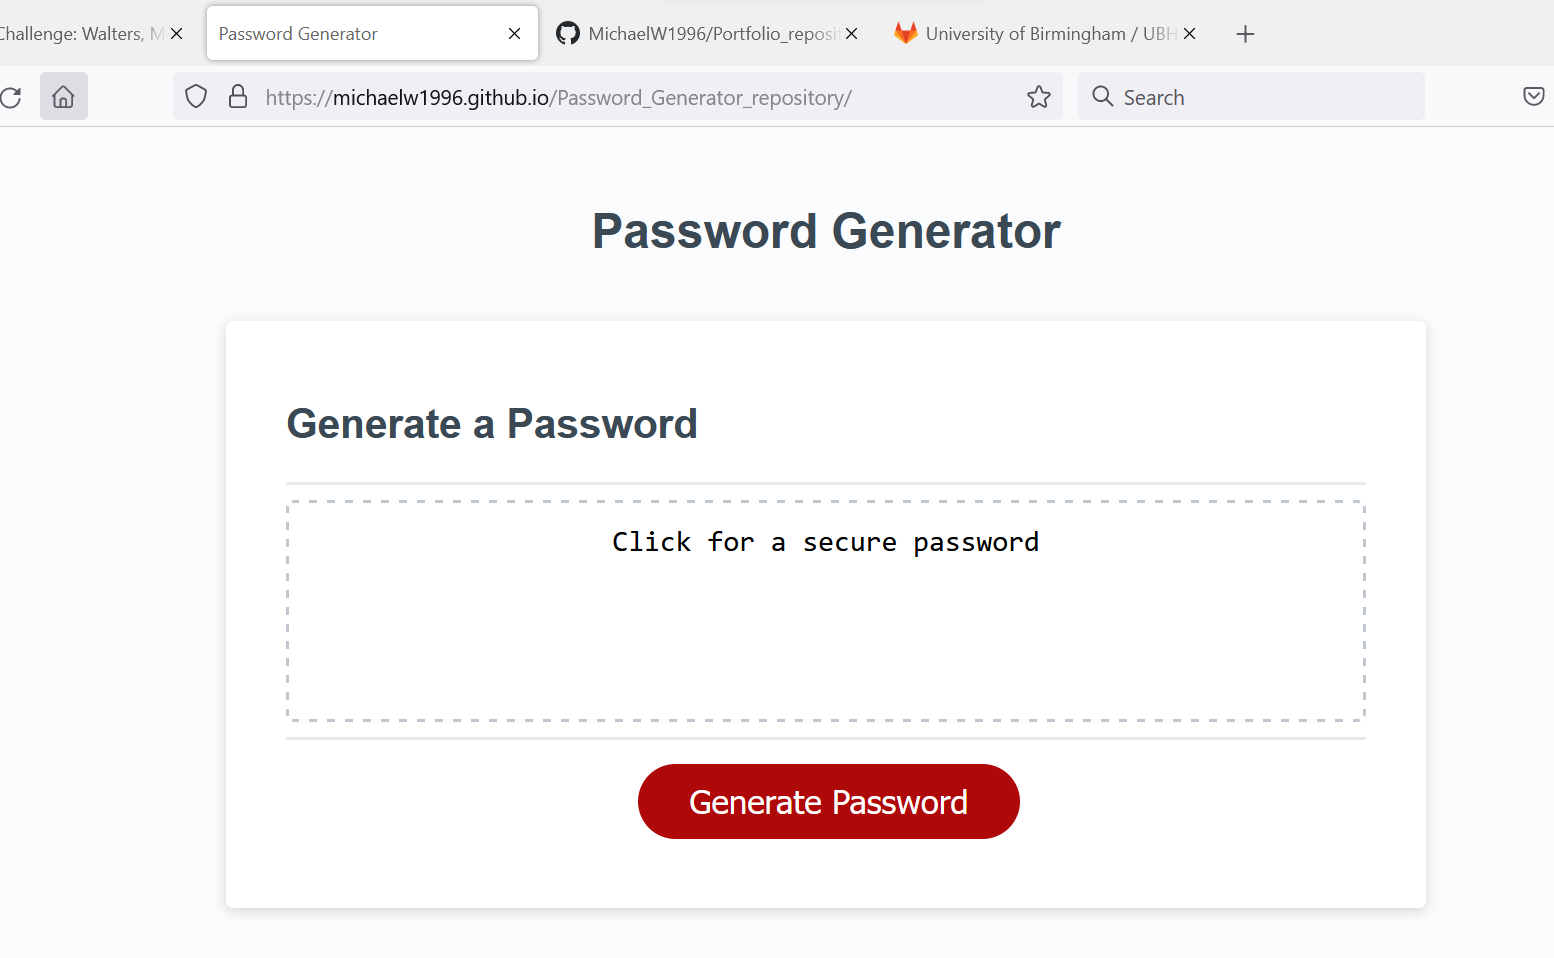 Challenge: Walters, M
Password Generator
MichaelW1996/Portfolio_reposi
University of Birmingham / UBH
https://michaelw1996.github.io/Password_Generator_repository/
Search
Password Generator
Generate a Password
Click for a secure password
Generate Password